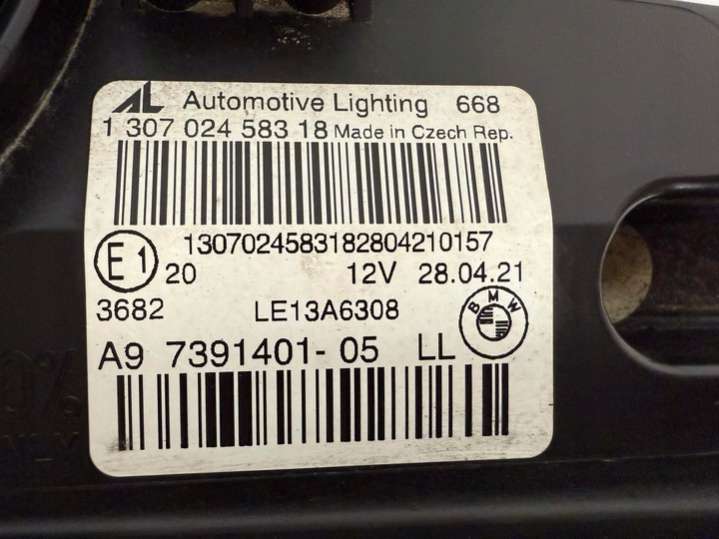 AL Automotive Lighting 668
1 307 024 583 18 Made in Czech Rep.
1307024583182804210157
E1 20 12V 28.04.21
3682 LE13A6308 BMW
A9 7391401-05 LL